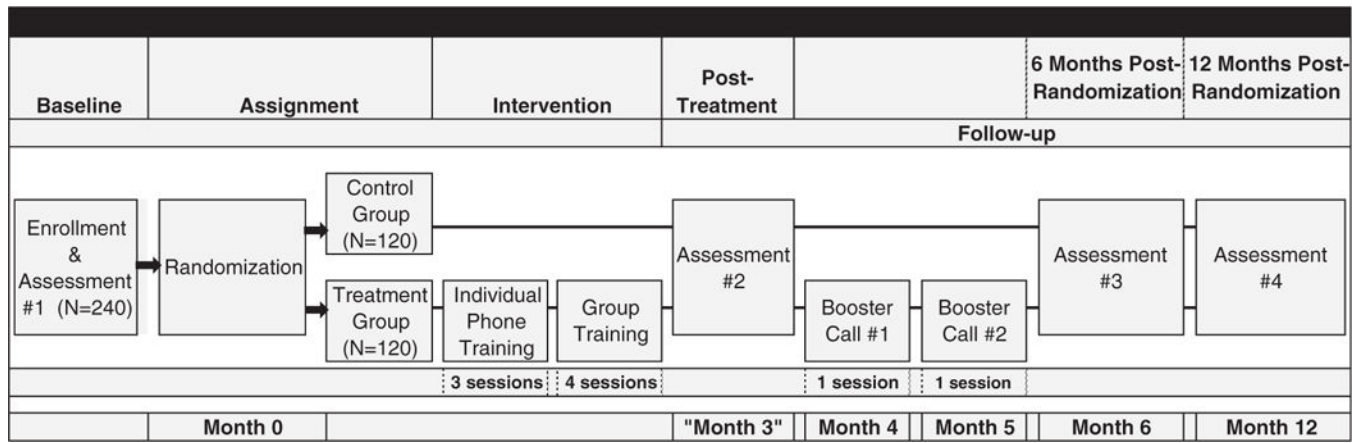 Baseline
Assignment
Intervention
Post-
Treatment
6 Months Post-
Randomization
12 Months Post-
Randomization
Follow-up
Enrollment
&
Assessment
#1 (N=240)
Randomization
Control
Group
(N=120)
Treatment
Group
(N=120)
Individual
Phone
Training
Group
Training
Assessment
#2
Booster
Call #1
Booster
Call #2
Assessment
#3
Assessment
#4
3 sessions
4 sessions
1 session
1 session
Month 0
"Month 3"
Month 4
Month 5
Month 6
Month 12